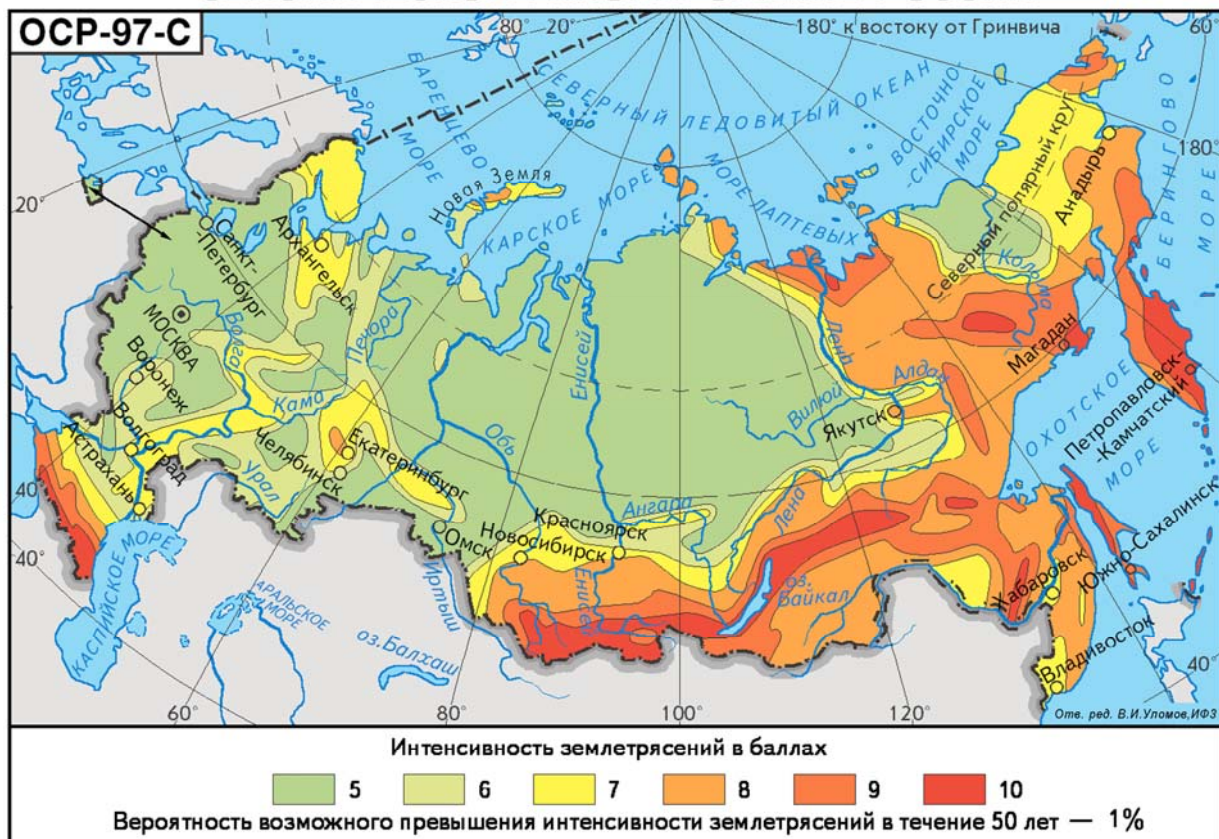 ОСР-97-С
80° 20° 180° к востоку от Гринвича 60°
БАРЕНЦЕВО МОРЕ
СЕВЕРНЫЙ ЛЕДОВИТЫЙ ОКЕАН
ВОСТОЧНО-
СИБИРСКОЕ
МОРЕ
БЕРИНГОВО МОРЕ
180°
20°
Новая Земля
КАРСКОЕ МОРЕ
МОРЕ ЛАПТЕВЫХ
Северный полярный круг
Анадырь
Санкт-
Петербург
Архангельск
МОСКВА
Волга
Печора
Воронеж
Кама
Волгоград
Астрахань
Урал
Челябинск
Екатеринбург
Обь
Енисей
Лена
Вилюй
Алдан
Якутск
Колыма
Магадан
ОХОТСКОЕ МОРЕ
Петропавловск-
-Камчатский
Омск
Новосибирск
Красноярск
Ангара
Лена
Иртыш
Енисей
оз.
Байкал
Хабаровск
Южно-Сахалинск
Владивосток
40°
40°
КАСПИЙСКОЕ МОРЕ
АРАЛЬСКОЕ
МОРЕ
оз.Балхаш
60° 80° 100° 120°
40°
Отв. ред. В.И.Уломов,ИФЗ
Интенсивность землетрясений в баллах
5 6 7 8 9 10
Вероятность возможного превышения интенсивности землетрясений в течение 50 лет — 1%